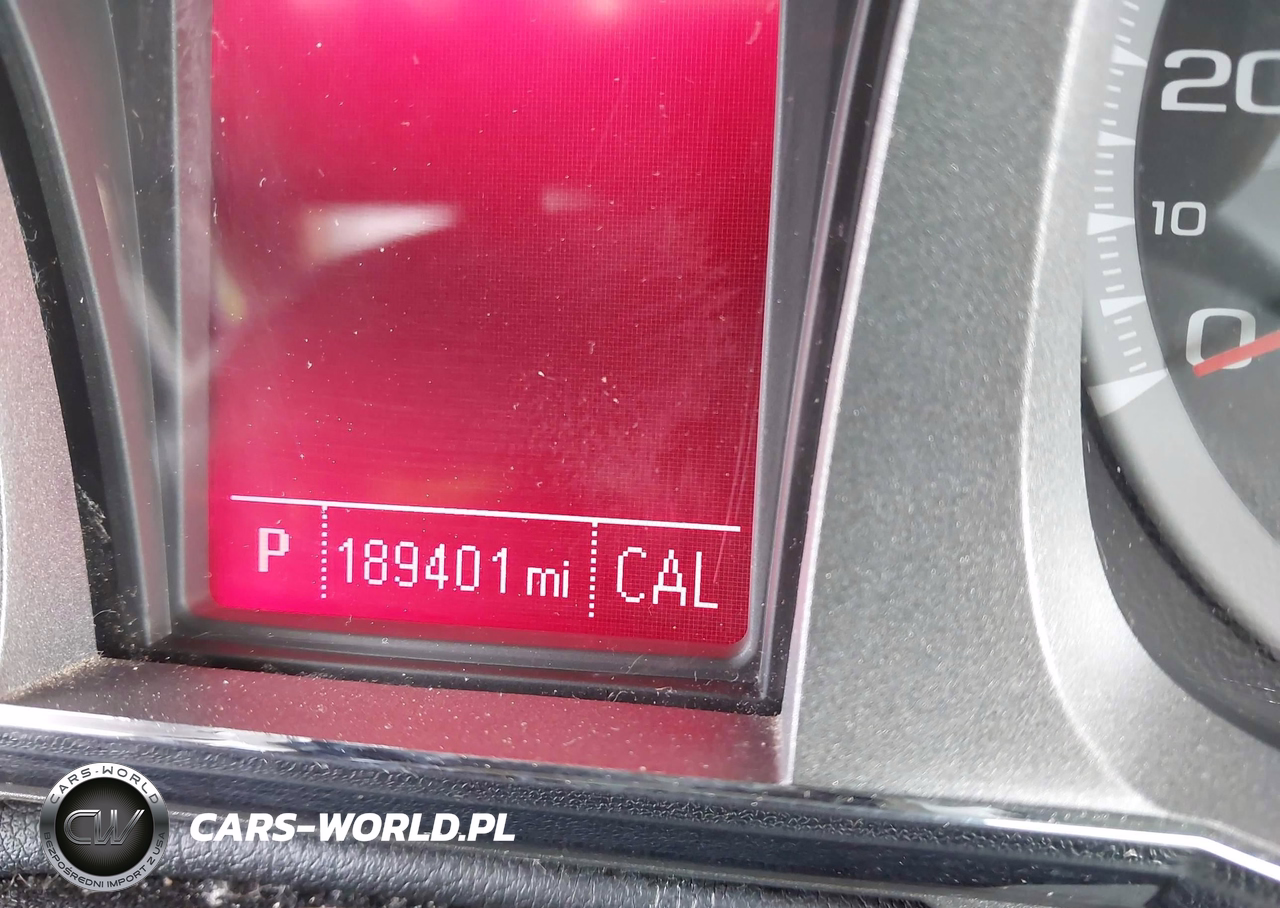 20
10
0
P 189401 mi CAL
CARS-WORLD
CW
BEZPOŚREDNI IMPORT Z USA
CARS-WORLD.PL